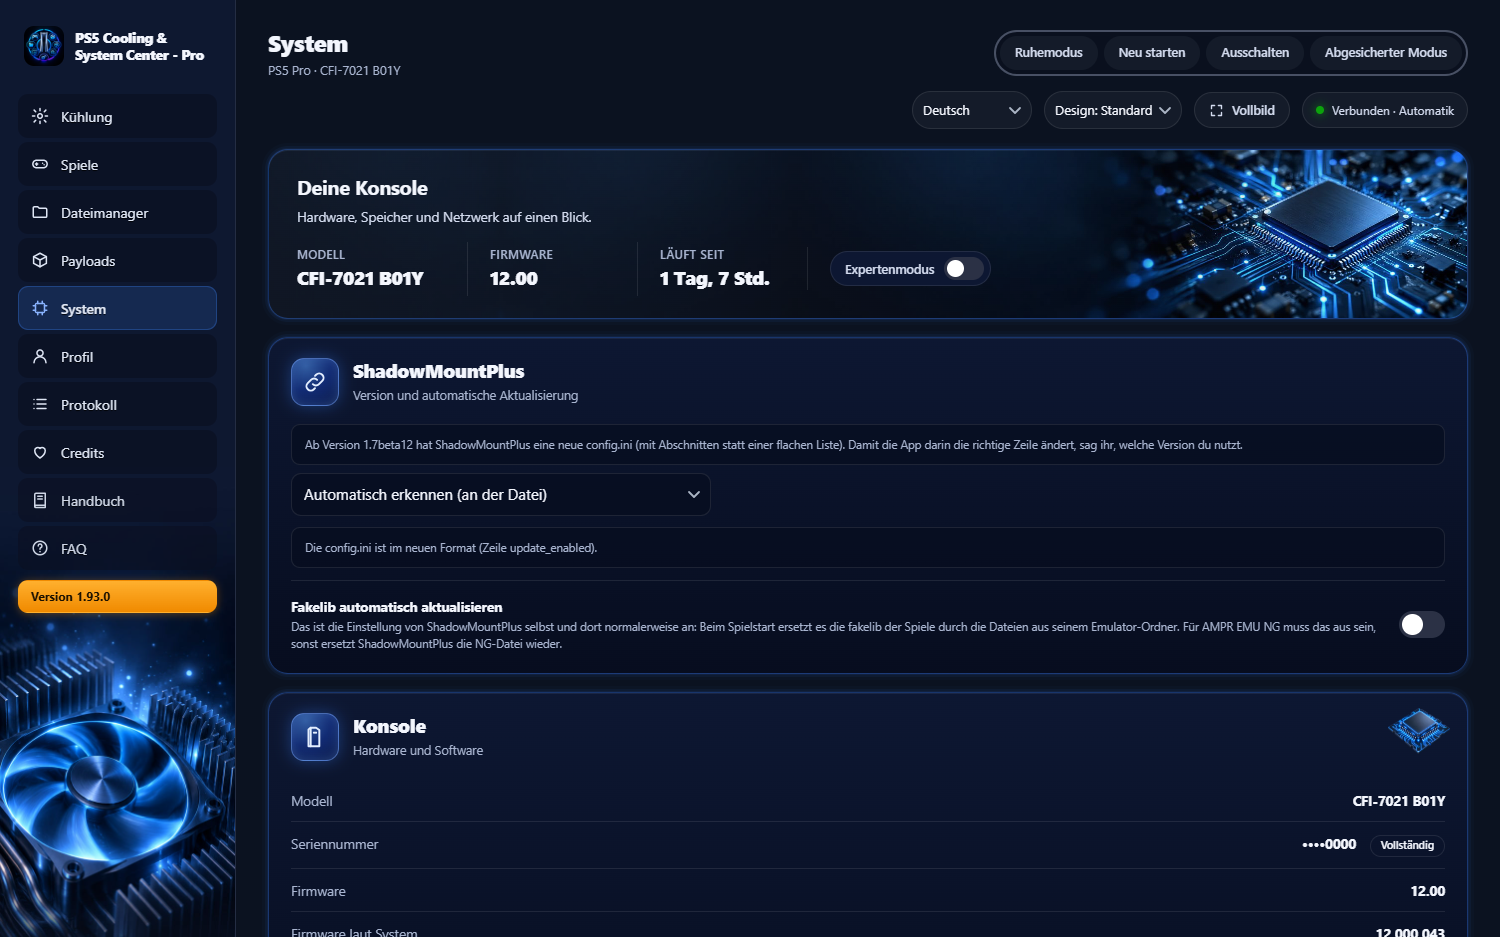 PS5 Cooling &
System Center - Pro
Kühlung
Spiele
Dateimanager
Payloads
System
Profil
Protokoll
Credits
Handbuch
FAQ
Version 1.93.0
System
PS5 Pro · CFI-7021 B01Y
Ruhemodus
Neu starten
Ausschalten
Abgesicherter Modus
Deutsch
Design: Standard
Vollbild
Verbunden · Automatik
Deine Konsole
Hardware, Speicher und Netzwerk auf einen Blick.
MODELL
CFI-7021 B01Y
FIRMWARE
12.00
LÄUFT SEIT
1 Tag, 7 Std.
Expertenmodus
ShadowMountPlus
Version und automatische Aktualisierung
Ab Version 1.7beta12 hat ShadowMountPlus eine neue config.ini (mit Abschnitten statt einer flachen Liste). Damit die App darin die richtige Zeile ändert, sag ihr, welche Version du nutzt.
Automatisch erkennen (an der Datei)
Die config.ini ist im neuen Format (Zeile update_enabled).
Fakelib automatisch aktualisieren
Das ist die Einstellung von ShadowMountPlus selbst und dort normalerweise an: Beim Spielstart ersetzt es die fakelib der Spiele durch die Dateien aus seinem Emulator-Ordner. Für AMPR EMU NG muss das aus sein,
sonst ersetzt ShadowMountPlus die NG-Datei wieder.
Konsole
Hardware und Software
Modell
CFI-7021 B01Y
Seriennummer
••••0000
Vollständig
Firmware
12.00
Firmware laut System
12.000.043